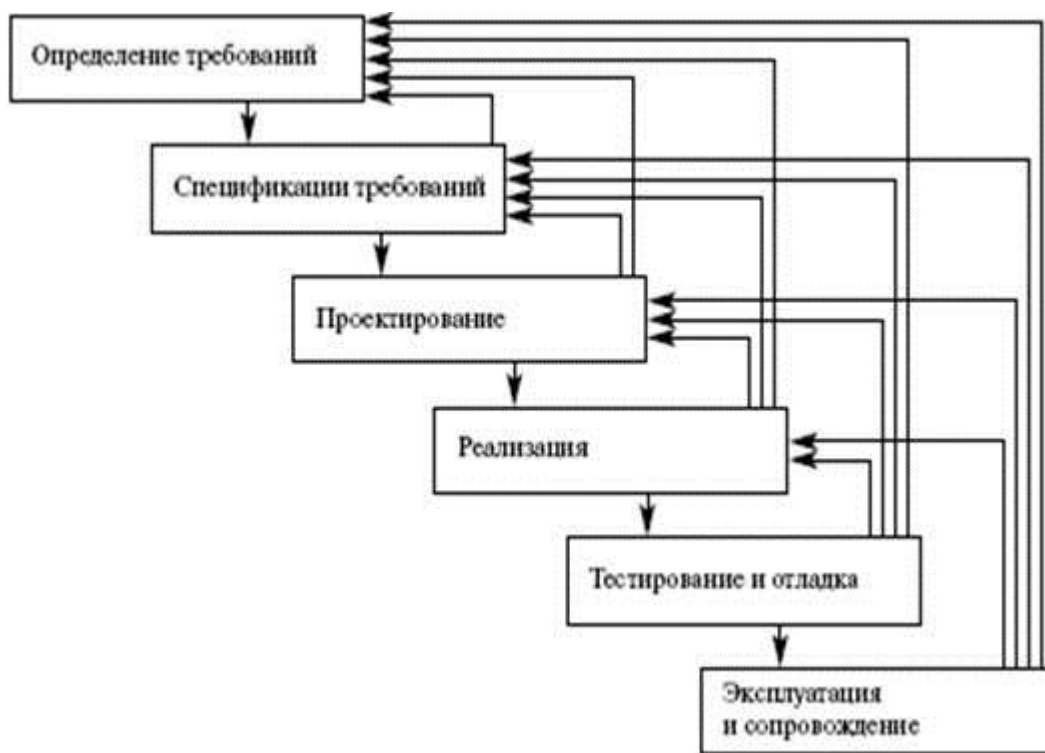 Определение требований
Спецификации требований
Проектирование
Реализация
Тестирование и отладка
Эксплуатация
и сопровождение